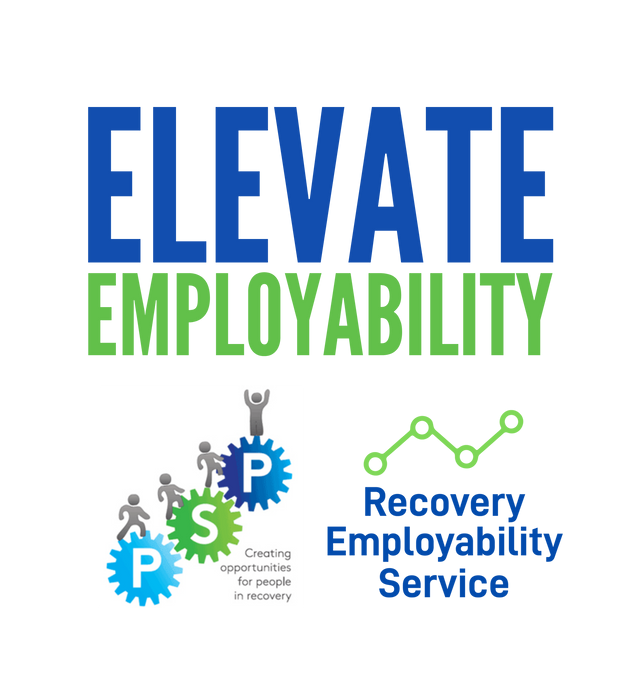 ELEVATE
EMPLOYABILITY
P
S
P
Creating
opportunities
for people
in recovery
Recovery
Employability
Service